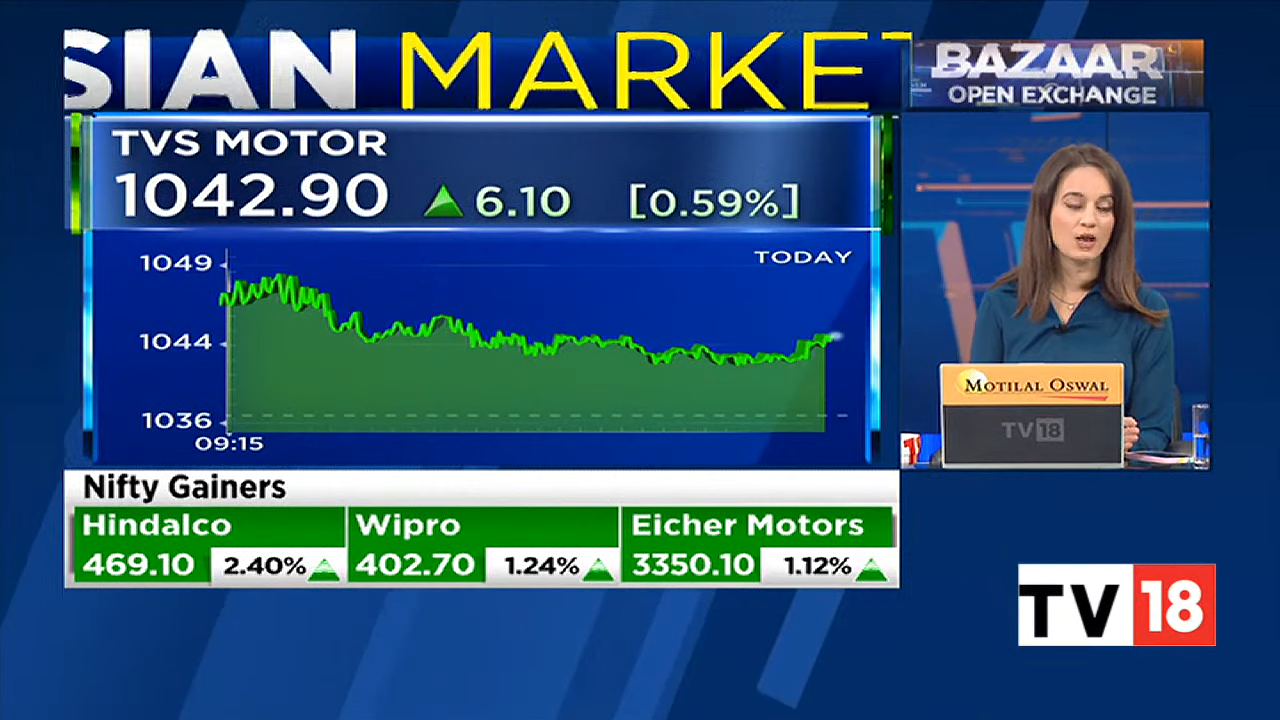 SIAN MARKET
BAZAAR
OPEN EXCHANGE
TVS MOTOR
1042.90 ▲ 6.10 [0.59%]
TODAY
1049
1044
1036
09:15
MOTILAL OSWAL
TV18
Nifty Gainers
Hindalco
469.10 2.40% ▲
Wipro
402.70 1.24% ▲
Eicher Motors
3350.10 1.12% ▲
TV18